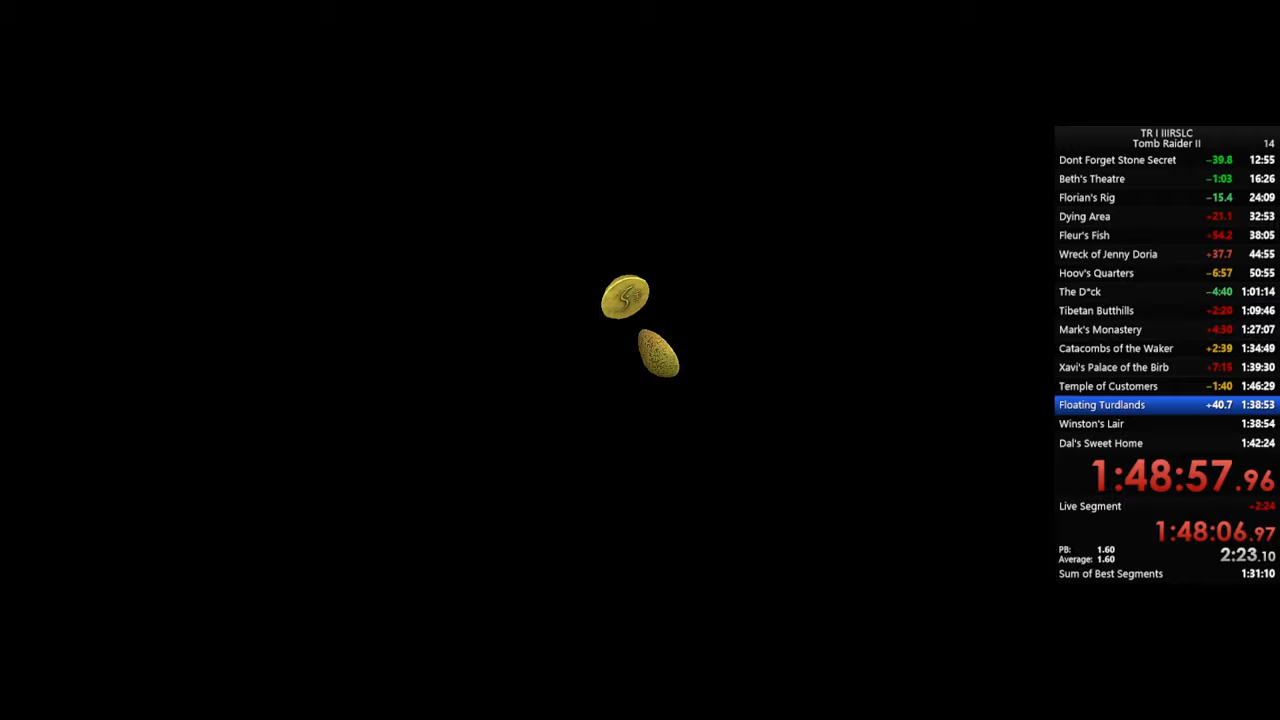 TR I IIIRSLC
Tomb Raider II 14
Dont Forget Stone Secret -39.8 12:55
Beth's Theatre -1:03 16:26
Florian's Rig -15.4 24:09
Dying Area +21.1 32:53
Fleur's Fish +54.2 38:05
Wreck of Jenny Doria +37.7 44:55
Hoov's Quarters -6:57 50:55
The D*ck -4:40 1:01:14
Tibetan Butthills +2:20 1:09:46
Mark's Monastery +4:30 1:27:07
Catacombs of the Waker +2:39 1:34:49
Xavi's Palace of the Birb +7:15 1:39:30
Temple of Customers -1:40 1:46:29
Floating Turdlands +40.7 1:38:53
Winston's Lair 1:38:54
Dal's Sweet Home 1:42:24
1:48:57.96
Live Segment +2:24
1:48:06.97
PB: 1.60
Average: 1.60 2:23.10
Sum of Best Segments 1:31:10